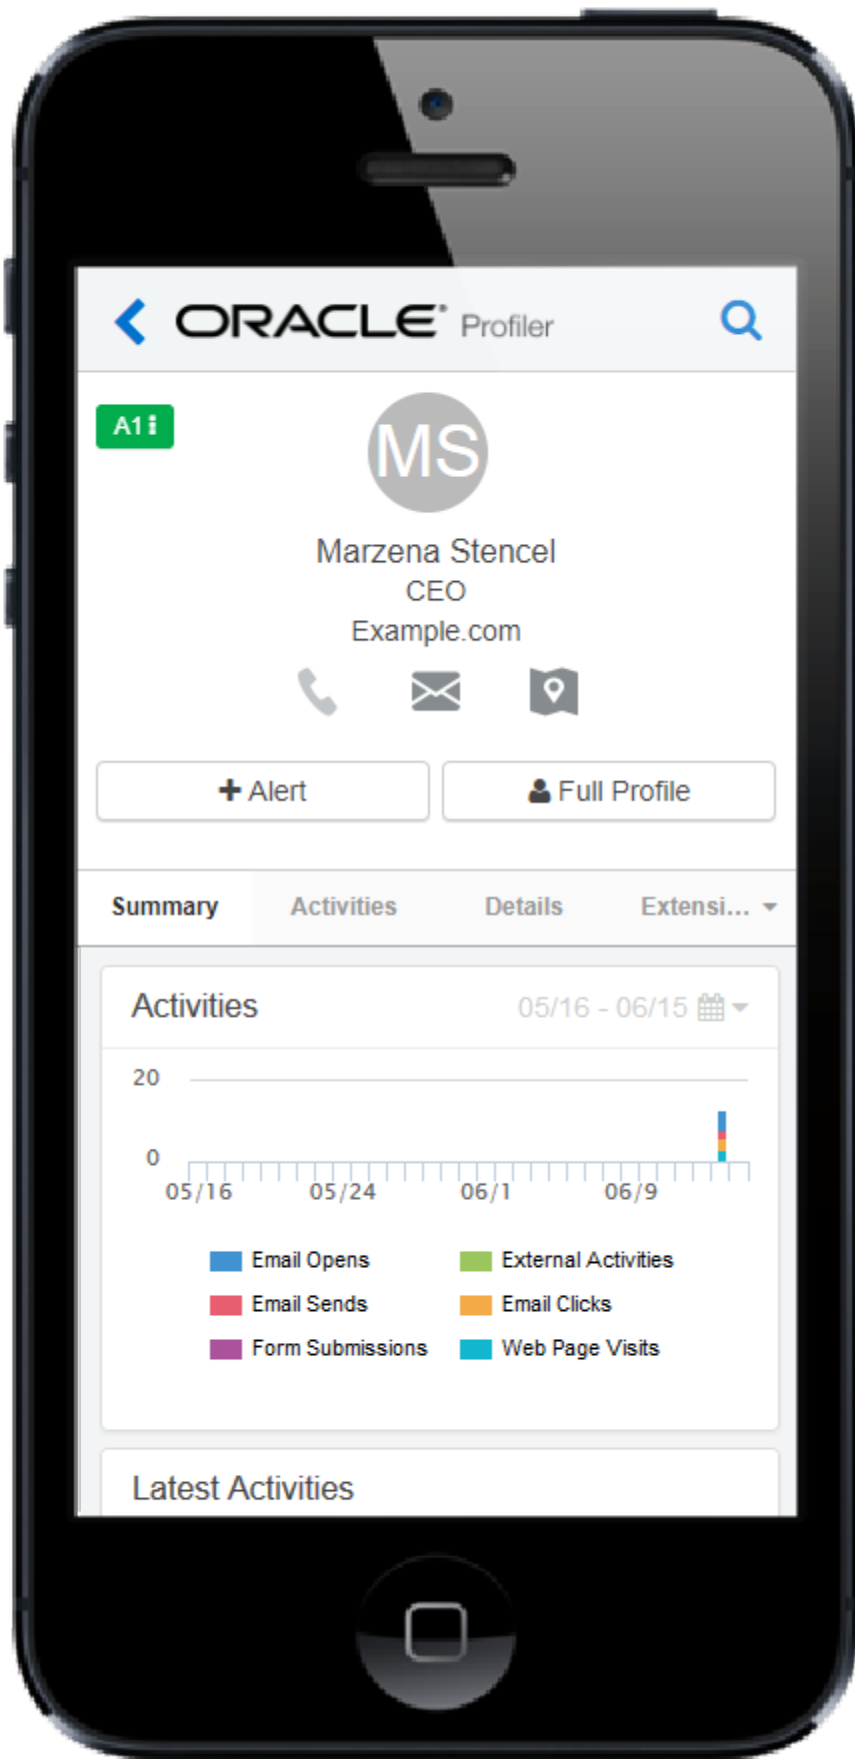 ORACLE® Profiler
A1
MS
Marzena Stencel
CEO
Example.com
Alert
Full Profile
Summary Activities Details Extensi...
Activities 05/16 - 06/15
20
0
05/16 05/24 06/1 06/9
Email Opens External Activities
Email Sends Email Clicks
Form Submissions Web Page Visits
Latest Activities